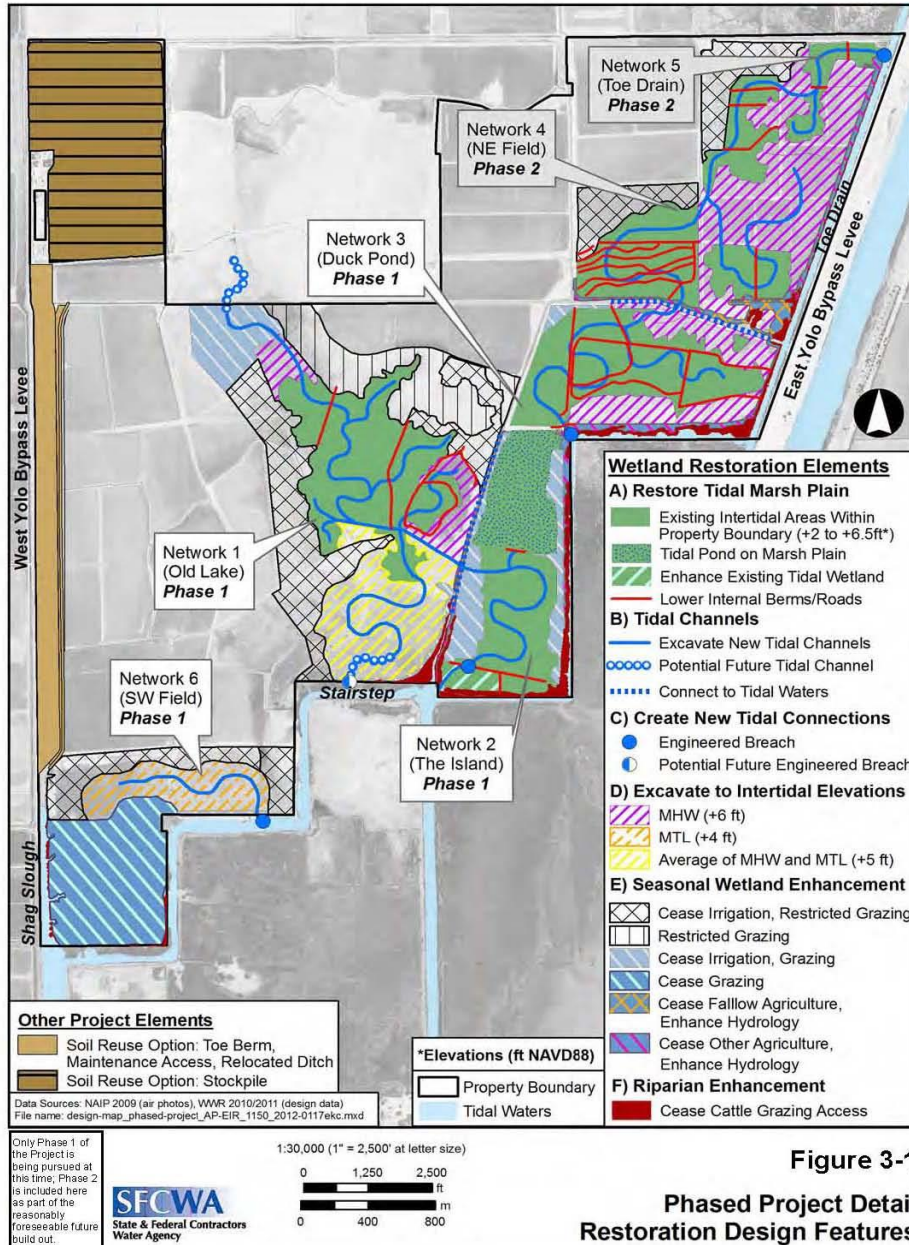 Network 5
(Toe Drain)
Phase 2
Network 4
(NE Field)
Phase 2
Network 3
(Duck Pond)
Phase 1
Toe Drain
East Yolo Bypass Levee
West Yolo Bypass Levee
Network 1
(Old Lake)
Phase 1
Stairstep
Network 6
(SW Field)
Phase 1
Network 2
(The Island)
Phase 1
Shag Slough
Wetland Restoration Elements
A) Restore Tidal Marsh Plain
Existing Intertidal Areas Within
Property Boundary (+2 to +6.5ft*)
Tidal Pond on Marsh Plain
Enhance Existing Tidal Wetland
Lower Internal Berms/Roads
B) Tidal Channels
Excavate New Tidal Channels
Potential Future Tidal Channel
Connect to Tidal Waters
C) Create New Tidal Connections
Engineered Breach
Potential Future Engineered Breach
D) Excavate to Intertidal Elevations
MHW (+6 ft)
MTL (+4 ft)
Average of MHW and MTL (+5 ft)
E) Seasonal Wetland Enhancement
Cease Irrigation, Restricted Grazing
Restricted Grazing
Cease Irrigation, Grazing
Cease Grazing
Cease Falllow Agriculture,
Enhance Hydrology
Cease Other Agriculture,
Enhance Hydrology
F) Riparian Enhancement
Cease Cattle Grazing Access
Other Project Elements
Soil Reuse Option: Toe Berm,
Maintenance Access, Relocated Ditch
Soil Reuse Option: Stockpile
Data Sources: NAIP 2009 (air photos), WWR 2010/2011 (design data)
File name: design-map_phased-project_AP-EIR_1150_2012-0117ekc.mxd
*Elevations (ft NAVD88)
Property Boundary
Tidal Waters
Only Phase 1 of
the Project is
being pursued at
this time; Phase 2
is included here
as part of the
reasonably
foreseeable future
build out.
SFCWA
State & Federal Contractors
Water Agency
1:30,000 (1" = 2,500' at letter size)
0 1,250 2,500
ft
m
0 400 800
Figure 3-1
Phased Project Detail
Restoration Design Features